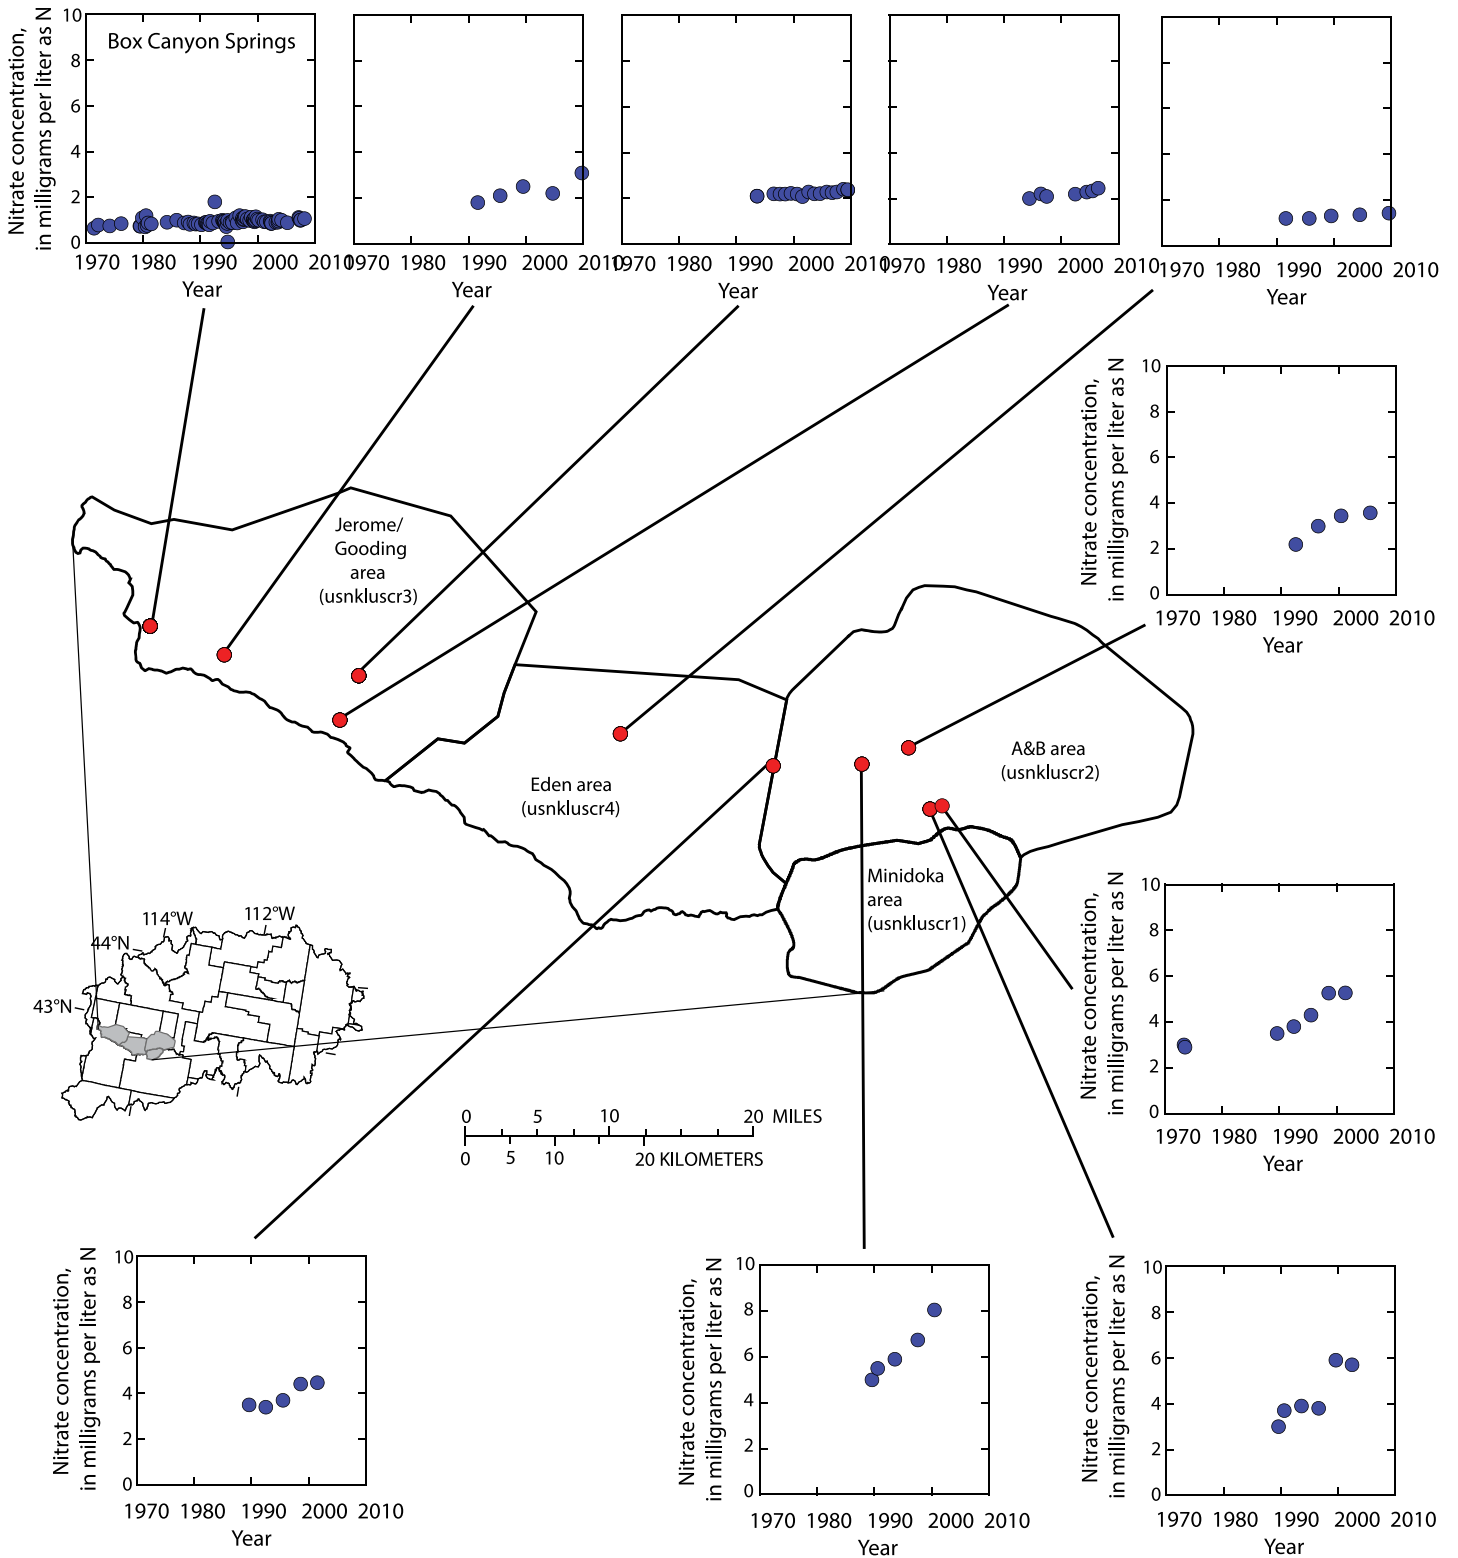 Nitrate concentration,
in milligrams per liter as N
10
8
6
4
2
0
Box Canyon Springs
1970 1980 1990 2000 2010
Year
1970 1980 1990 2000 2010
Year
1970 1980 1990 2000 2010
Year
1970 1980 1990 2000 2010
Year
1970 1980 1990 2000 2010
Year
Nitrate concentration,
in milligrams per liter as N
10
8
6
4
2
0
1970 1980 1990 2000 2010
Year
Jerome/
Gooding
area
(usnkluscr3)
Eden area
(usnkluscr4)
A&B area
(usnkluscr2)
Minidoka
area
(usnkluscr1)
114°W
112°W
44°N
43°N
0 5 10 20 MILES
0 5 10 20 KILOMETERS
Nitrate concentration,
in milligrams per liter as N
10
8
6
4
2
0
1970 1980 1990 2000 2010
Year
Nitrate concentration,
in milligrams per liter as N
10
8
6
4
2
0
1970 1980 1990 2000 2010
Year
Nitrate concentration,
in milligrams per liter as N
10
8
6
4
2
0
1970 1980 1990 2000 2010
Year
Nitrate concentration,
in milligrams per liter as N
10
8
6
4
2
0
1970 1980 1990 2000 2010
Year